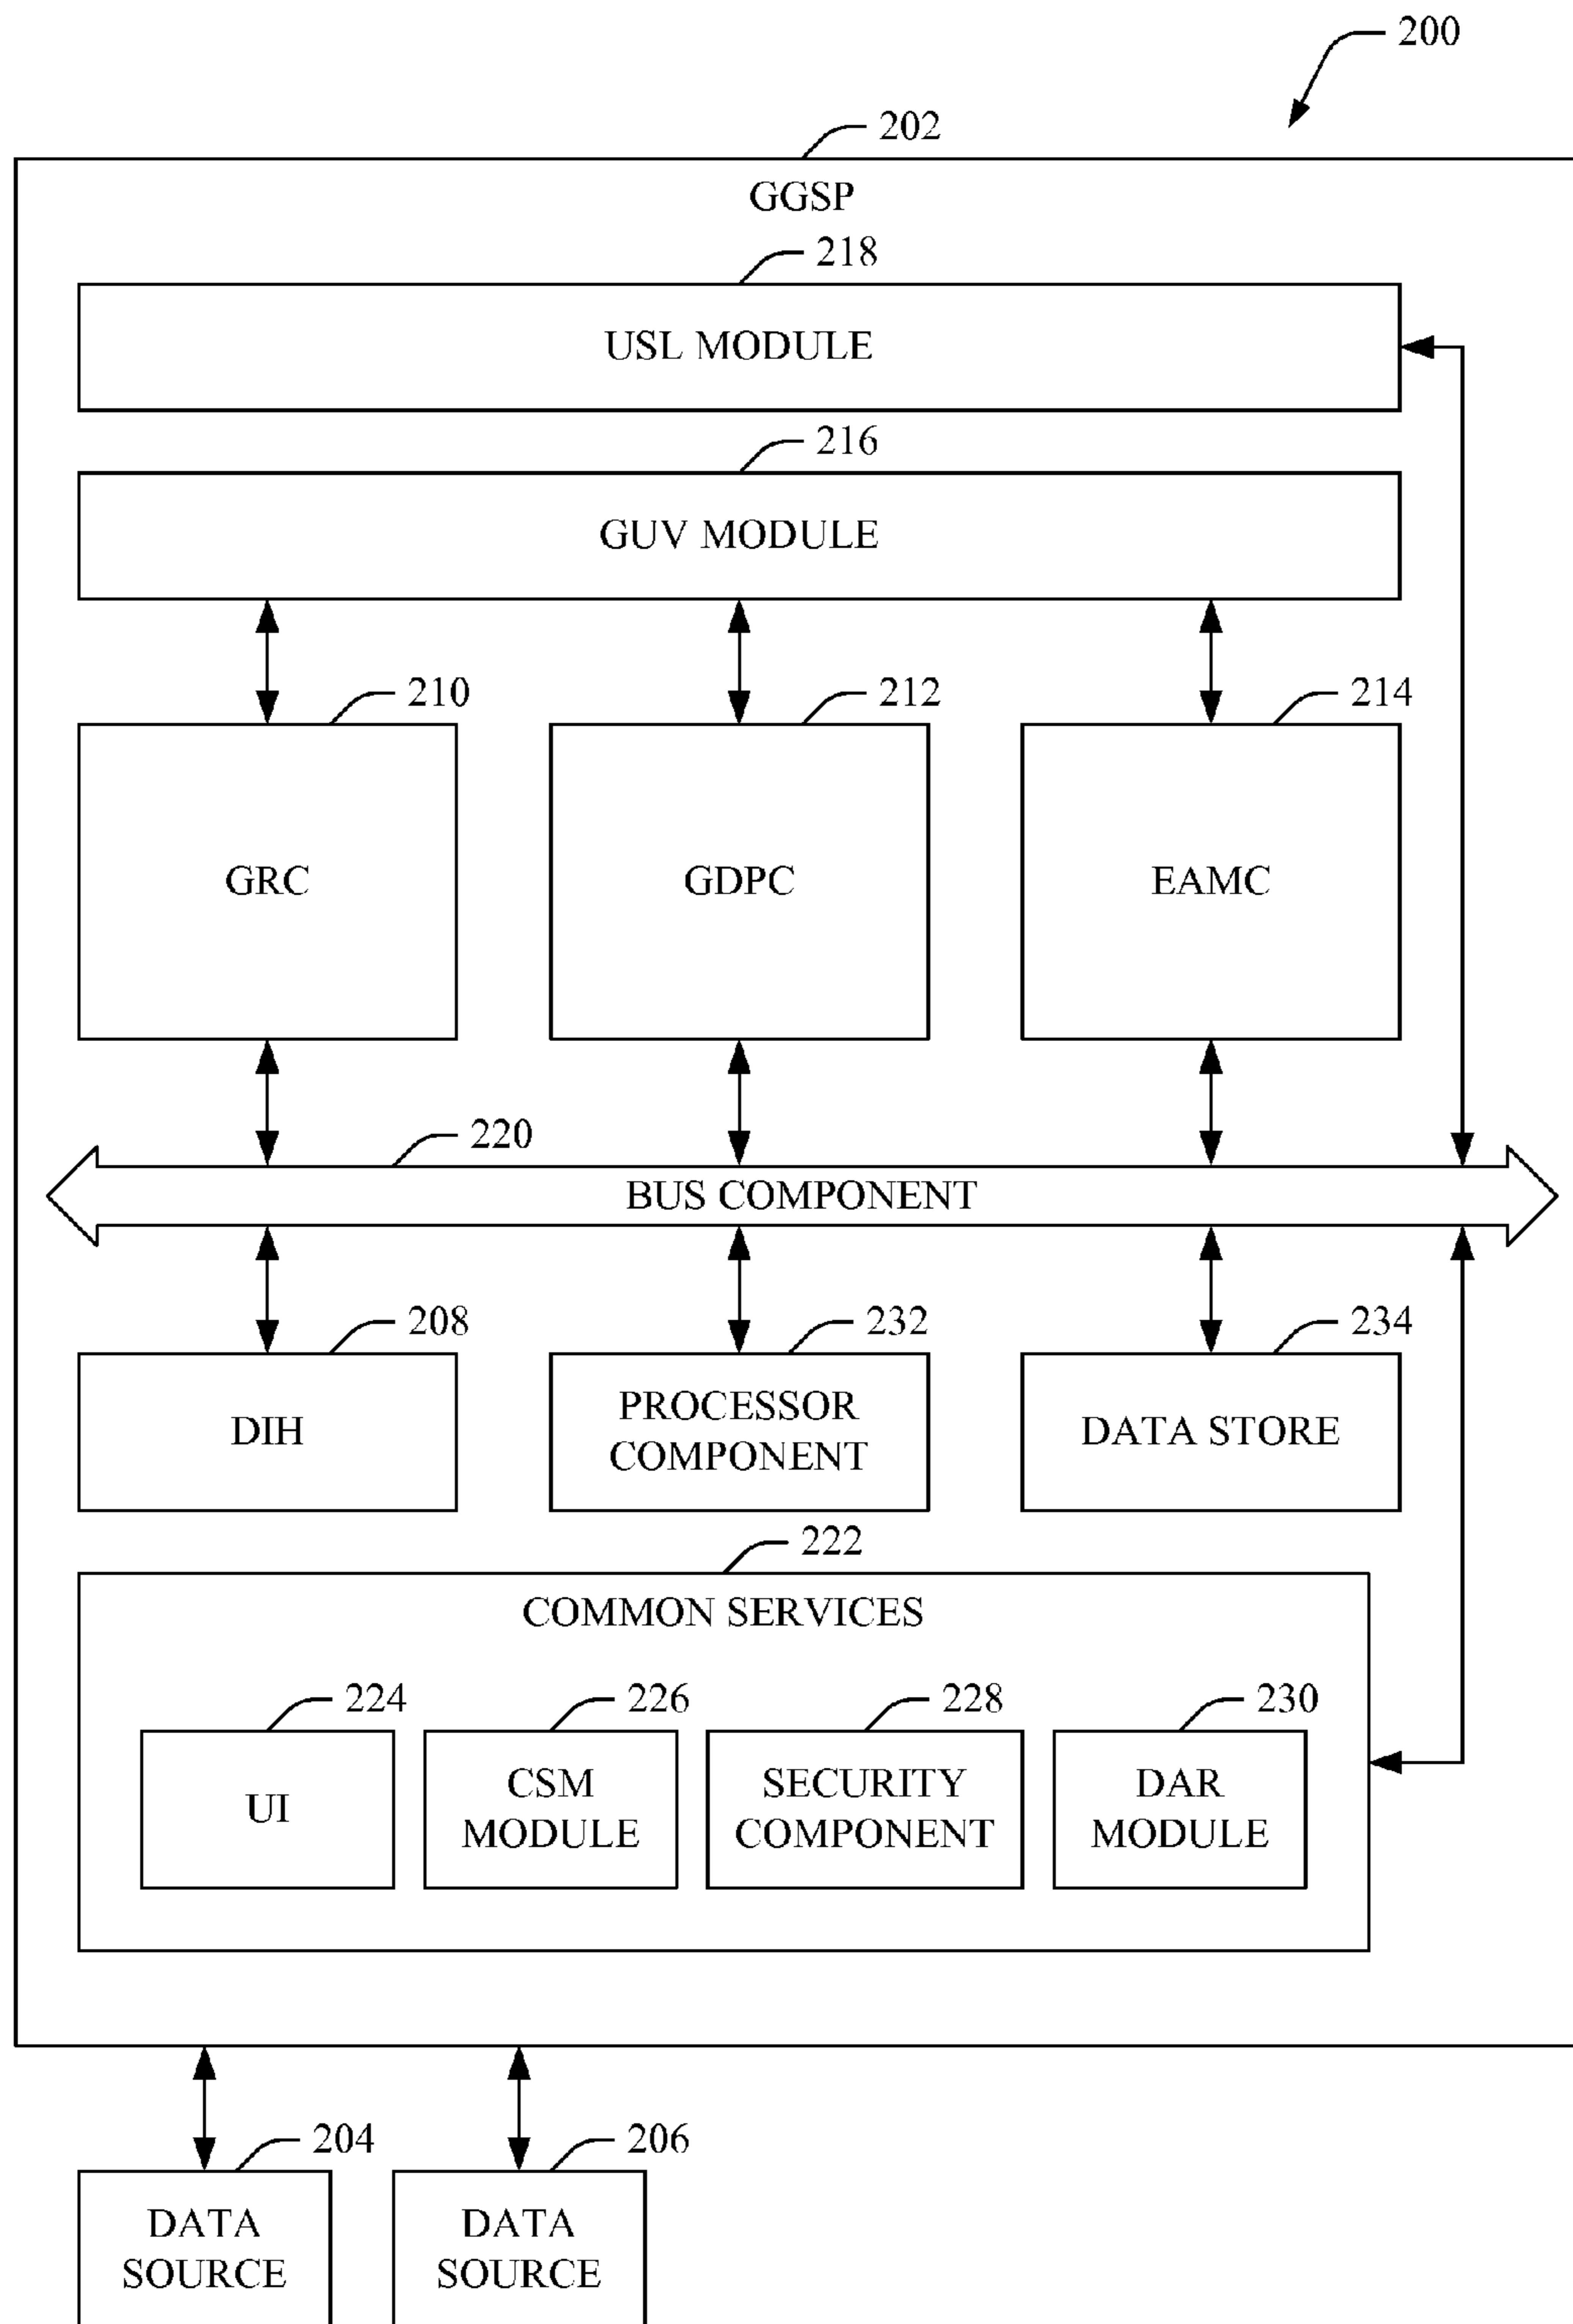 200
202
GGSP
218
USL MODULE
216
GUV MODULE
210
212
214
GRC
GDPC
EAMC
220
BUS COMPONENT
208
232
234
DIH
PROCESSOR
COMPONENT
DATA STORE
222
COMMON SERVICES
224
226
228
230
UI
CSM
MODULE
SECURITY
COMPONENT
DAR
MODULE
204
206
DATA
SOURCE
DATA
SOURCE